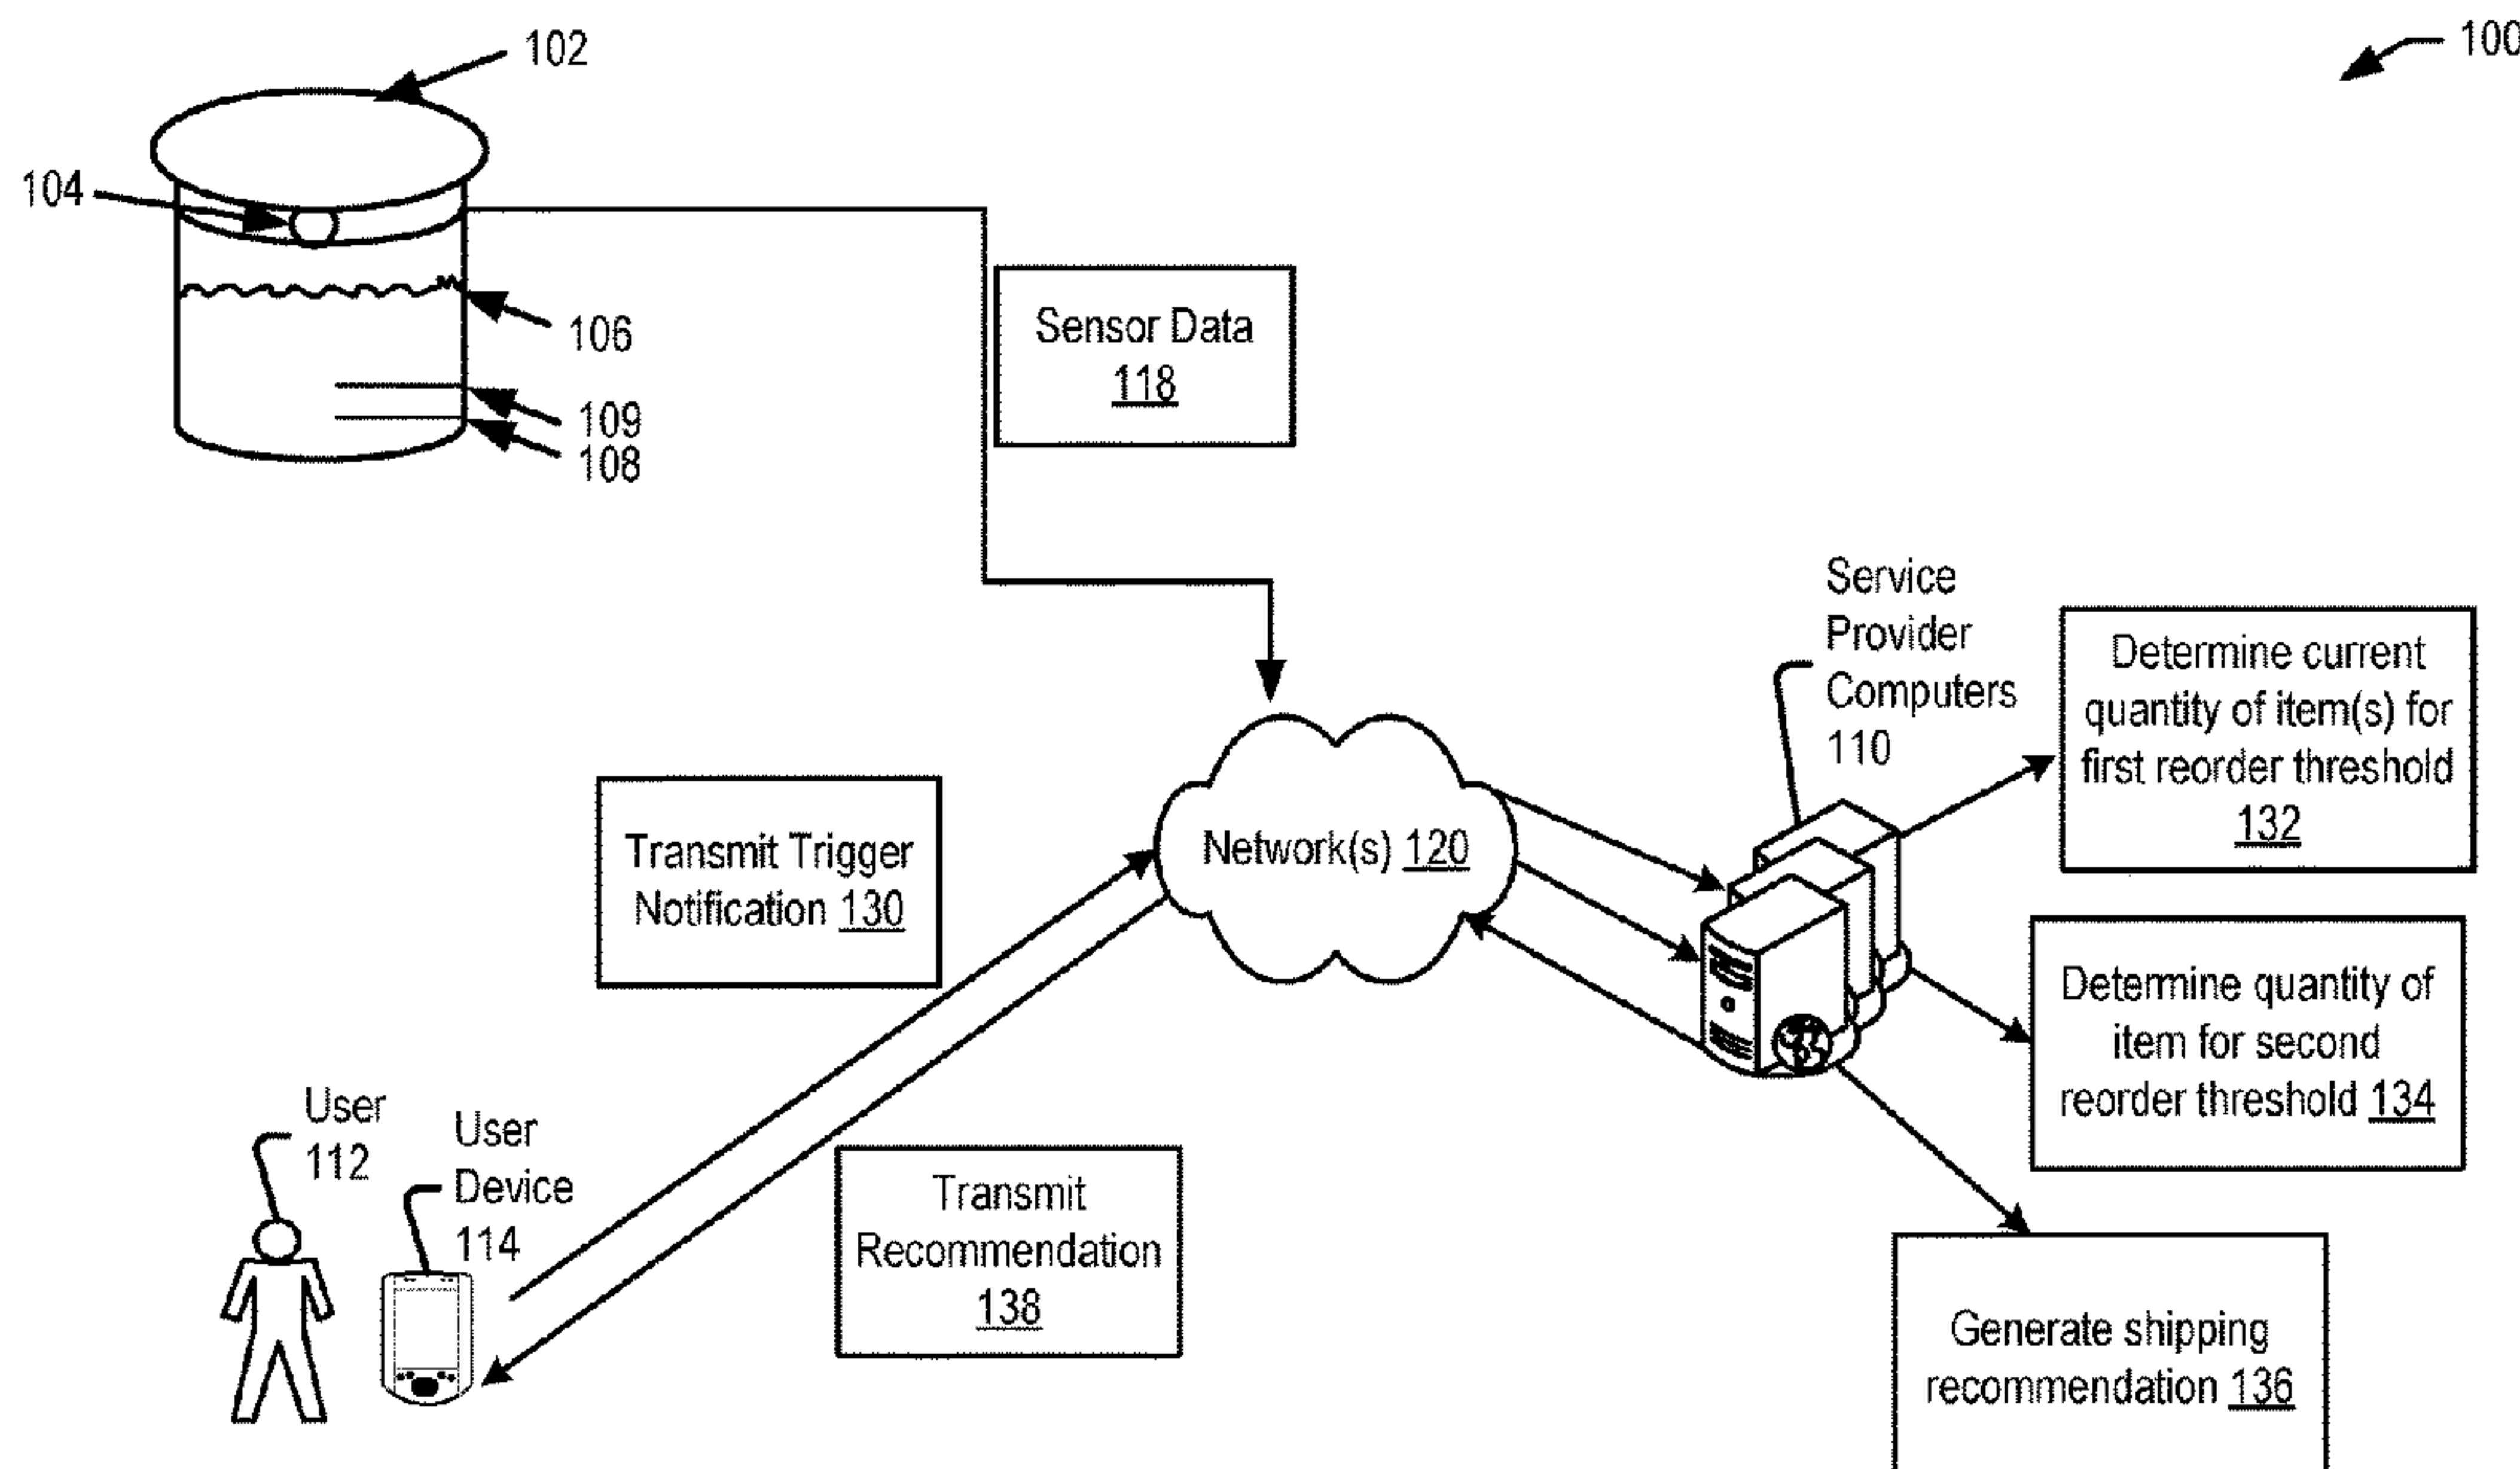 102
100
104
106
109
108
Sensor Data
118
Service
Provider
Computers
110
Determine current
quantity of item(s) for
first reorder threshold
132
Transmit Trigger
Notification 130
Network(s) 120
Determine quantity of
item for second
reorder threshold 134
User
112
User
Device
114
Transmit
Recommendation
138
Generate shipping
recommendation 136